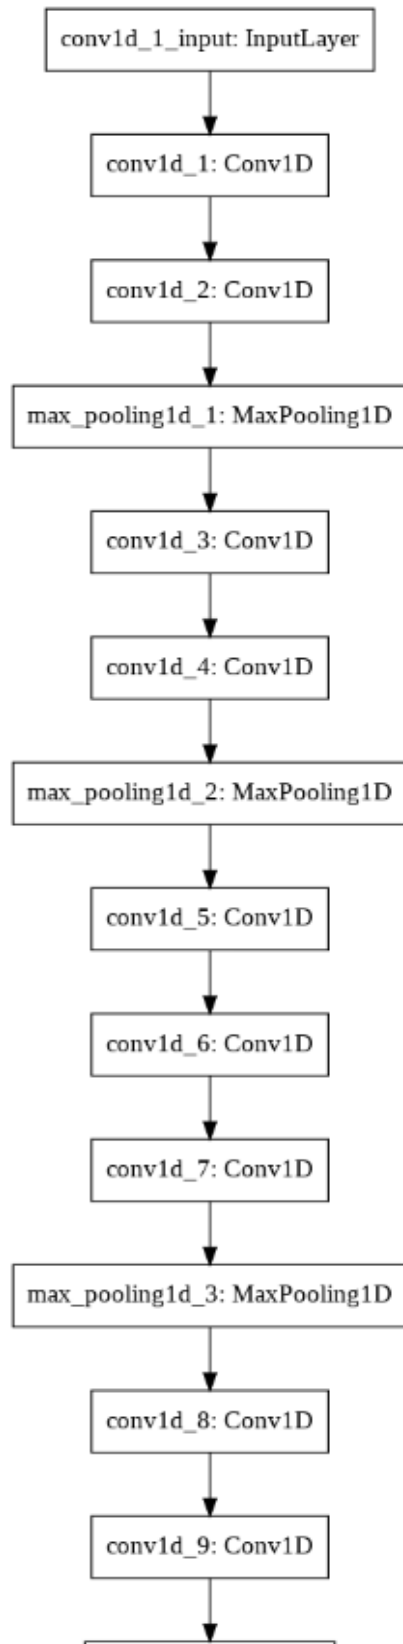 conv1d_1_input: InputLayer
conv1d_1: Conv1D
conv1d_2: Conv1D
max_pooling1d_1: MaxPooling1D
conv1d_3: Conv1D
conv1d_4: Conv1D
max_pooling1d_2: MaxPooling1D
conv1d_5: Conv1D
conv1d_6: Conv1D
conv1d_7: Conv1D
max_pooling1d_3: MaxPooling1D
conv1d_8: Conv1D
conv1d_9: Conv1D